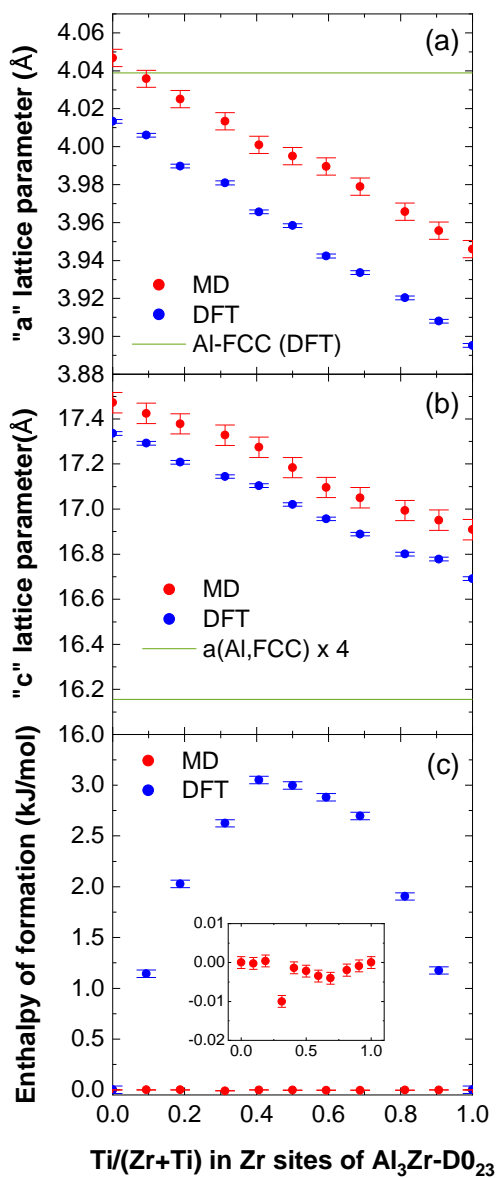 (a)
4.06
4.04
4.02
4.00
3.98
3.96
3.94
3.92
3.90
3.88
"a" lattice parameter (Å)
MD
DFT
Al-FCC (DFT)
(b)
17.4
17.2
17.0
16.8
16.6
16.4
16.2
16.0
"c" lattice parameter(Å)
MD
DFT
a(Al,FCC) x 4
(c)
3.0
2.5
2.0
1.5
1.0
0.5
0.0
Enthalpy of formation (kJ/mol)
MD
DFT
0.01
0.00
-0.01
-0.02
0.0 0.5 1.0
0.0 0.2 0.4 0.6 0.8 1.0
Ti/(Zr+Ti) in Zr sites of Al₃Zr-D0₂₃